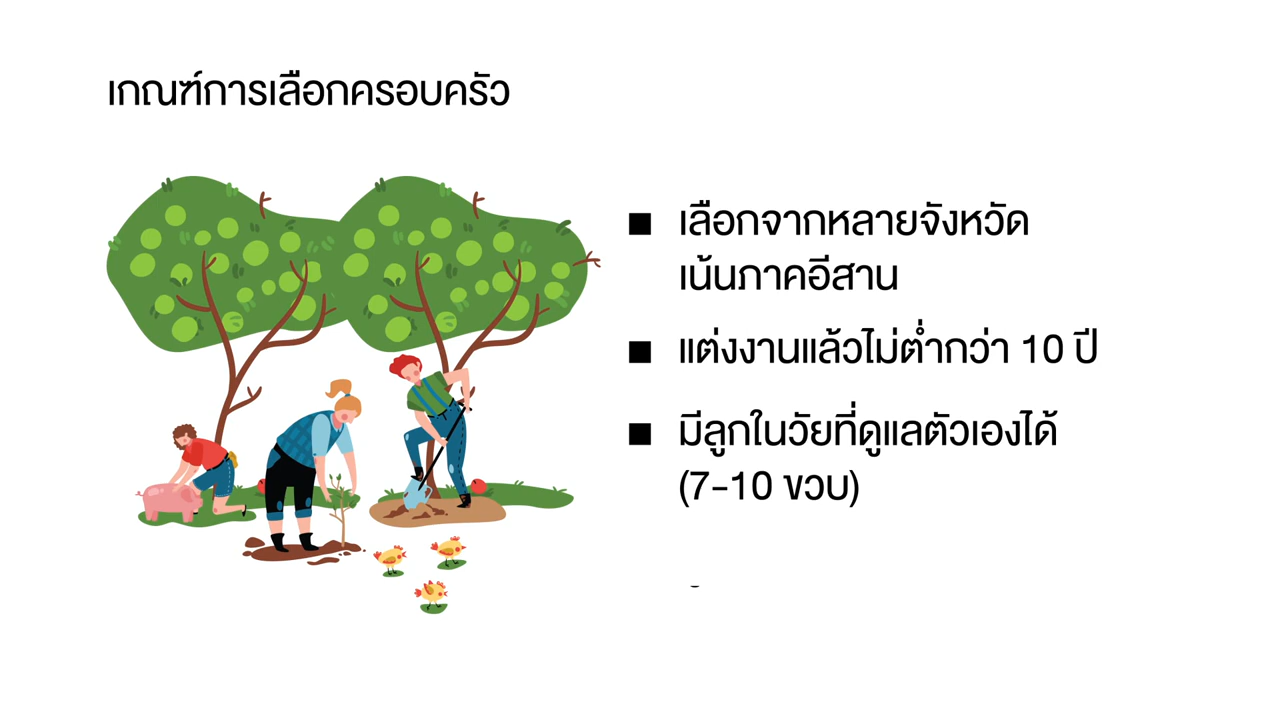 เกณฑ์การเลือกครอบครัว
■ เลือกจากหลายจังหวัด
เน้นภาคอีสาน
■ แต่งงานแล้วไม่ต่ำกว่า 10 ปี
■ มีลูกในวัยที่ดูแลตัวเองได้
(7-10 ขวบ)